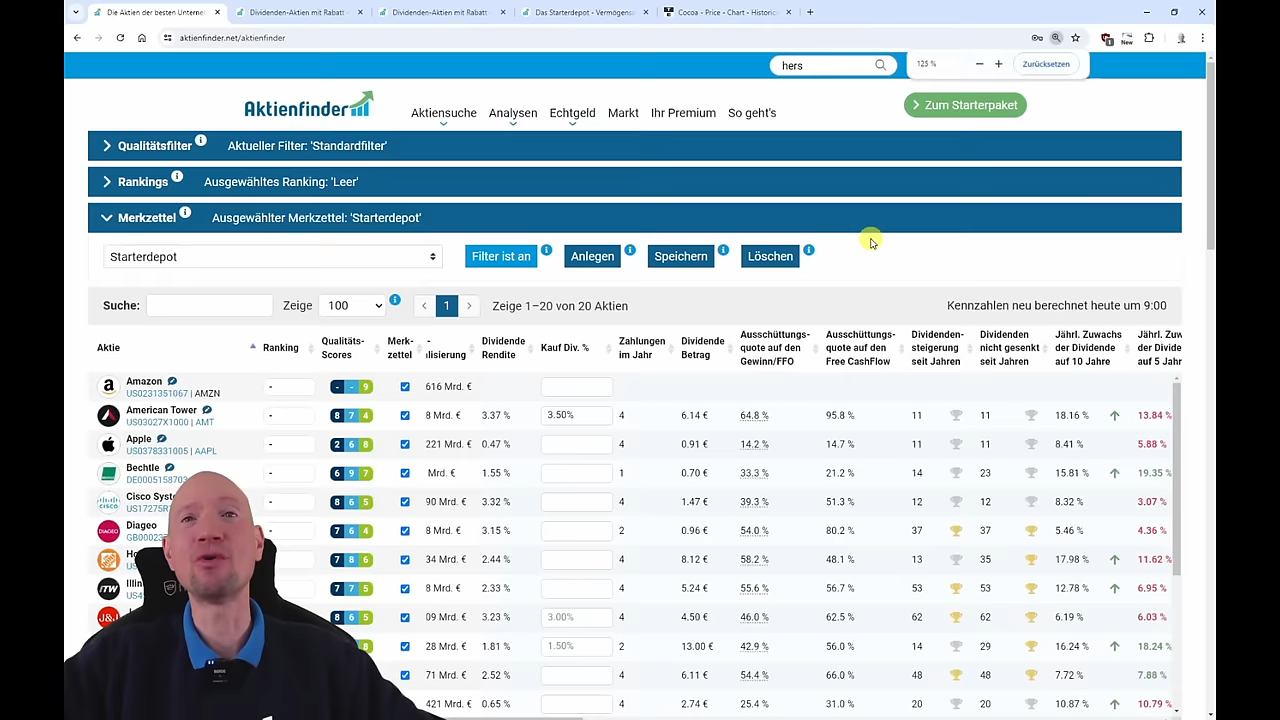 Die Aktien der besten Unterneh
Dividenden-Aktien mit Rabatt
Dividenden-Aktien mit Rabatt
Das Starterdepot - Vermögens
Cocoa - Price - Chart - Historic
aktienfinder.net/aktienfinder
New
hers
125 %
Zurücksetzen
Aktienfinder
Aktiensuche Analysen Echtgeld Markt Ihr Premium So geht's
Zum Starterpaket
Qualitätsfilter Aktueller Filter: 'Standardfilter'
Rankings Ausgewähltes Ranking: 'Leer'
Merkzettel Ausgewählter Merkzettel: 'Starterdepot'
Starterdepot Filter ist an Anlegen Speichern Löschen
Suche: Zeige 100 1 Zeige 1–20 von 20 Aktien Kennzahlen neu berechnet heute um 9:00
Aktie Ranking Qualitäts-Scores Merk-zettel -lisierung Dividende Rendite Kauf Div. % Zahlungen im Jahr Dividende Betrag Ausschüttungs-quote auf den Gewinn/FFO Ausschüttungs-quote auf den Free CashFlow Dividenden-steigerung seit Jahren Dividenden nicht gesenkt seit Jahren Jährl. Zuwachs der Dividende auf 10 Jahre Jährl. Zuw der Divide auf 5 Jahre
Amazon - - - 9 616 Mrd. €
US0231351067 | AMZN
American Tower - 8 7 4 8 Mrd. € 3.37 % 3.50% 4 6.14 € 64.8 % 95.8 % 11 11 18.16 % 13.84 %
US03027X1000 | AMT
Apple - 2 6 8 221 Mrd. € 0.47 % 4 0.91 € 14.2 % 14.7 % 11 11 8.41 % 5.88 %
US0378331005 | AAPL
Bechtle - 6 9 7 Mrd. € 1.55 % 1 0.70 € 33.3 % 21.2 % 14 23 15.81 % 19.35 %
DE0005158703
Cisco Syst - 8 6 5 90 Mrd. € 3.32 % 4 1.47 € 39.3 % 51.3 % 12 12 8.32 % 3.07 %
US17275R
Diageo - 7 6 4 8 Mrd. € 3.15 % 2 0.96 € 54.0 % 80.2 % 37 37 5.46 % 4.36 %
GB00023
Ho - 7 8 6 34 Mrd. € 2.44 % 4 8.12 € 58.2 % 48.1 % 13 35 17.98 % 11.62 %
US
Illin - 7 7 5 8 Mrd. € 2.33 % 4 5.24 € 55.6 % 56.7 % 53 53 12.78 % 6.95 %
US4
J&J 8 6 5 09 Mrd. € 3.23 % 3.00% 4 4.50 € 46.0 % 62.5 % 62 62 6.19 % 6.03 %
8 28 Mrd. € 1.81 % 1.50% 2 13.00 € 42.9 % 56.0 % 14 29 16.24 % 18.24 %
71 Mrd. € 2.52 % 4 6.11 € 54.4 % 66.0 % 48 48 7.72 % 7.88 %
421 Mrd. € 0.65 % 4 2.74 € 25.4 % 31.0 % 20 20 10.87 % 10.79 %